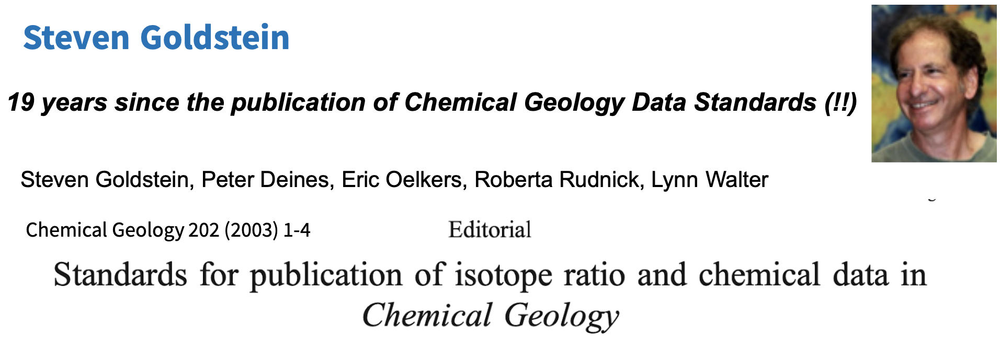 Steven Goldstein
19 years since the publication of Chemical Geology Data Standards (!!)
Steven Goldstein, Peter Deines, Eric Oelkers, Roberta Rudnick, Lynn Walter
Chemical Geology 202 (2003) 1-4
Editorial
Standards for publication of isotope ratio and chemical data in
Chemical Geology